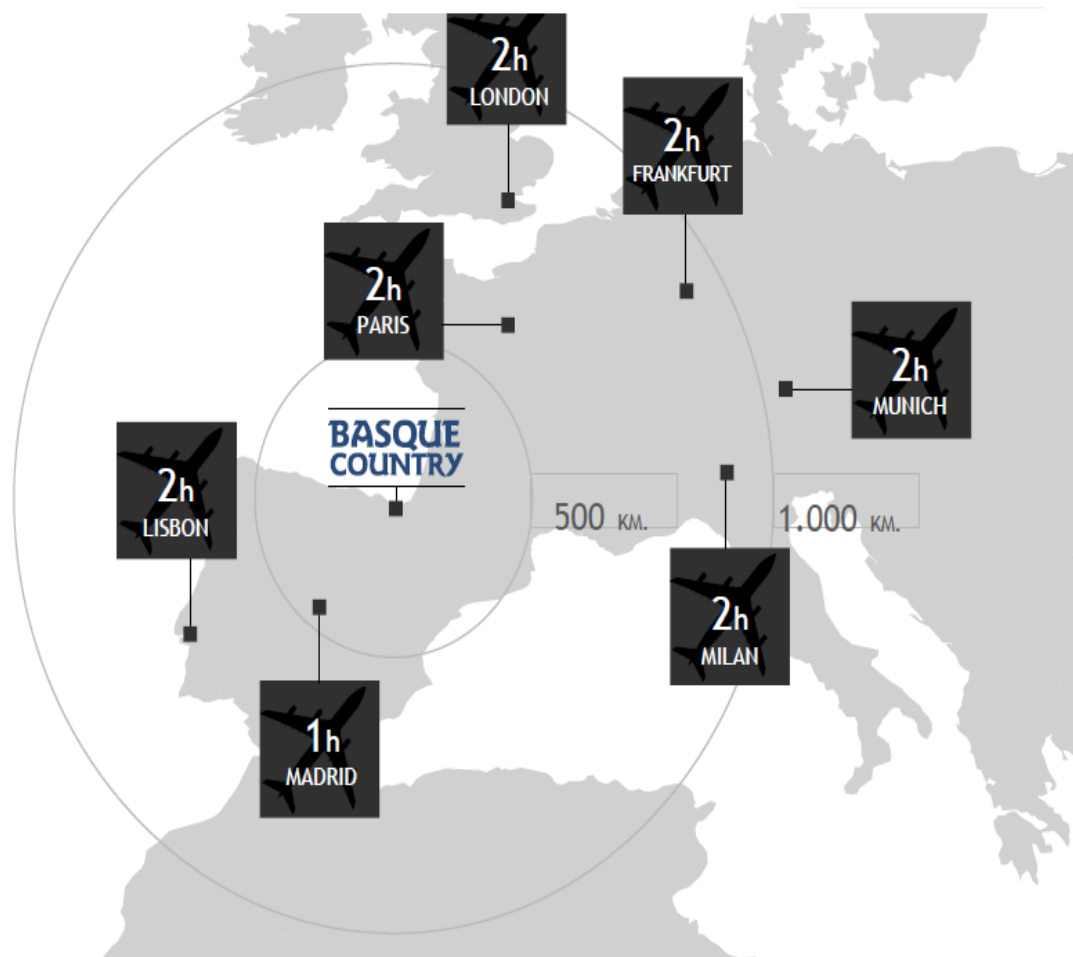 2h
LONDON
2h
FRANKFURT
2h
PARIS
2h
MUNICH
BASQUE
COUNTRY
2h
LISBON
500 KM.
1.000 KM.
2h
MILAN
1h
MADRID